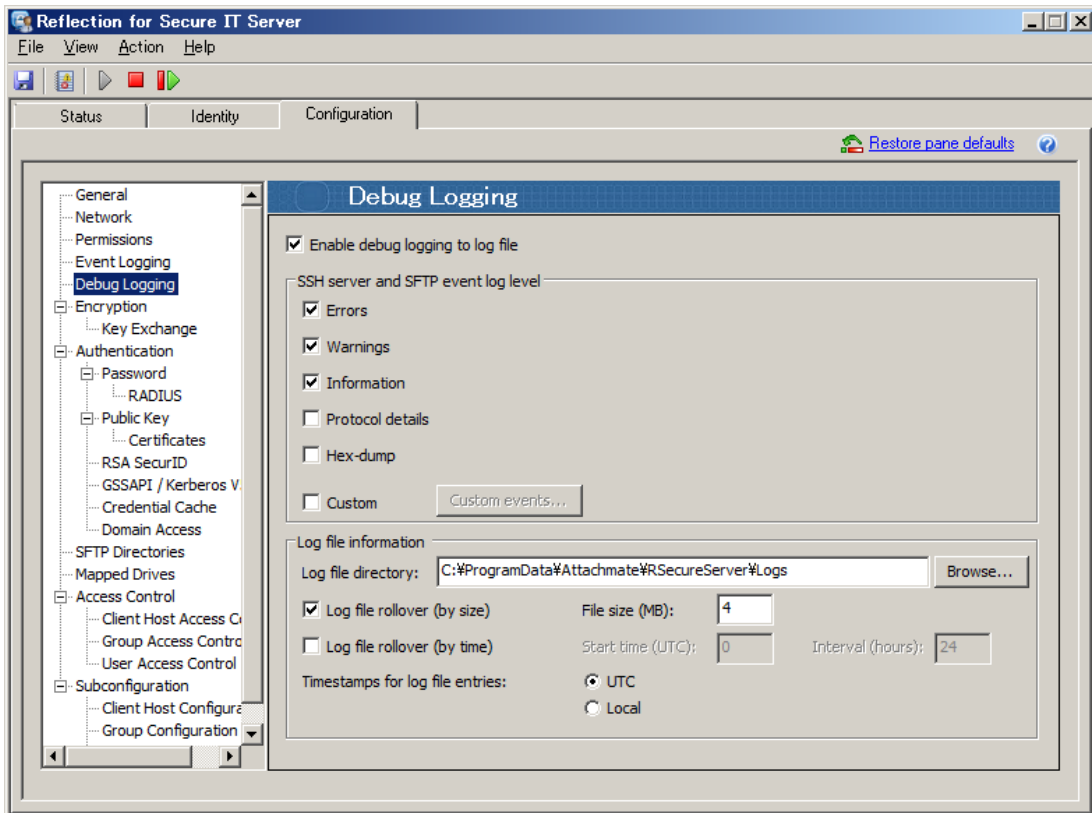 Reflection for Secure IT Server
File View Action Help
Status Identity Configuration
Restore pane defaults
General
Network
Permissions
Event Logging
Debug Logging
Encryption
Key Exchange
Authentication
Password
RADIUS
Public Key
Certificates
RSA SecurID
GSSAPI / Kerberos V
Credential Cache
Domain Access
SFTP Directories
Mapped Drives
Access Control
Client Host Access C
Group Access Contro
User Access Control
Subconfiguration
Client Host Configura
Group Configuration
Debug Logging
Enable debug logging to log file
SSH server and SFTP event log level
Errors
Warnings
Information
Protocol details
Hex-dump
Custom Custom events...
Log file information
Log file directory: C:¥ProgramData¥Attachmate¥RSecureServer¥Logs Browse...
Log file rollover (by size) File size (MB): 4
Log file rollover (by time) Start time (UTC): 0 Interval (hours): 24
Timestamps for log file entries: UTC
Local